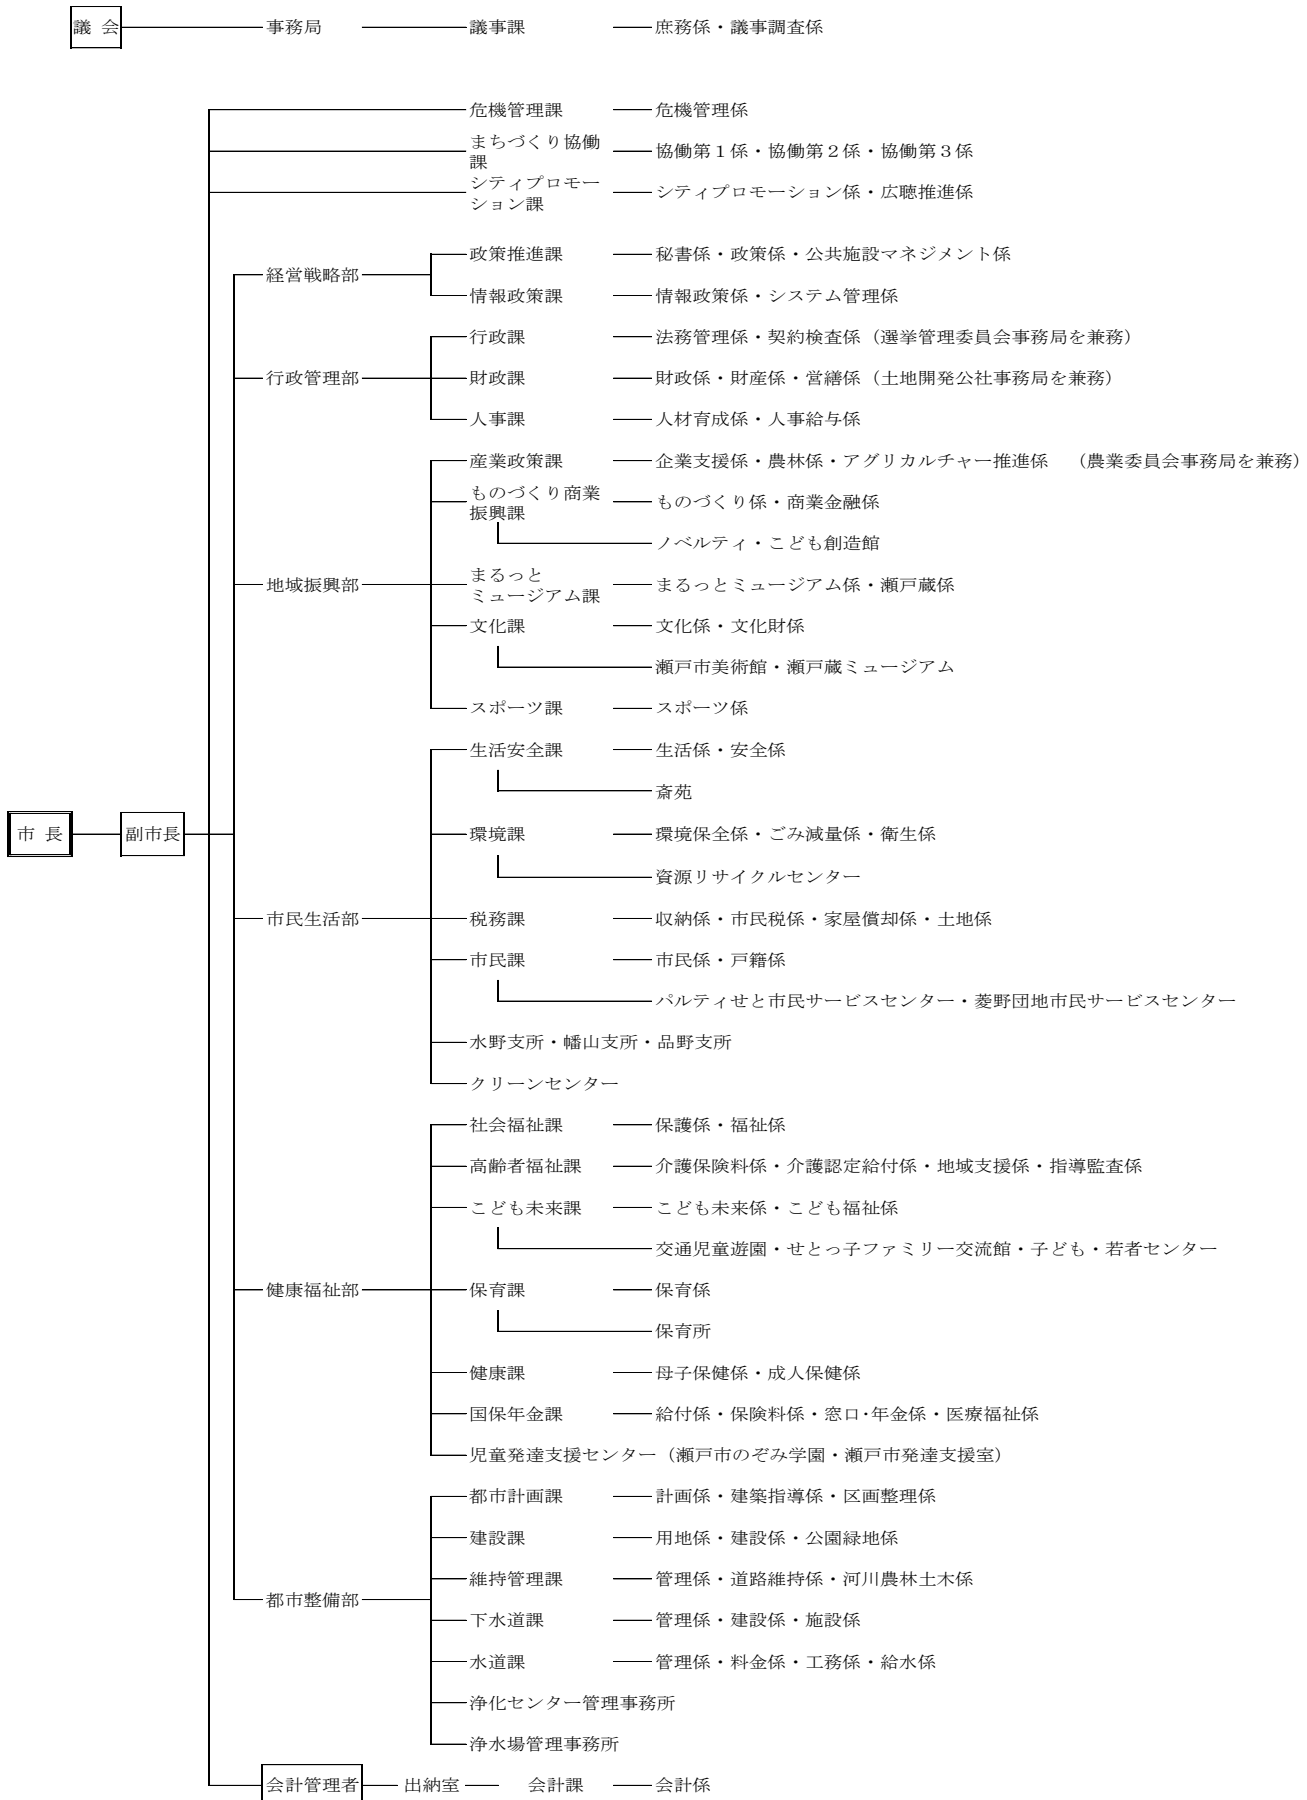 議 会 事務局 議事課 庶務係・議事調査係
危機管理課 危機管理係
まちづくり協働
課
協働第１係・協働第２係・協働第３係
シティプロモー
ション課
シティプロモーション係・広聴推進係
経営戦略部
政策推進課 秘書係・政策係・公共施設マネジメント係
情報政策課 情報政策係・システム管理係
行政管理部
行政課 法務管理係・契約検査係（選挙管理委員会事務局を兼務）
財政課 財政係・財産係・営繕係（土地開発公社事務局を兼務）
人事課 人材育成係・人事給与係
地域振興部
産業政策課 企業支援係・農林係・アグリカルチャー推進係 （農業委員会事務局を兼務）
ものづくり商業
振興課
ものづくり係・商業金融係
ノベルティ・こども創造館
まるっと
ミュージアム課
まるっとミュージアム係・瀬戸蔵係
文化課 文化係・文化財係
瀬戸市美術館・瀬戸蔵ミュージアム
スポーツ課 スポーツ係
市 長 副市長
市民生活部
生活安全課 生活係・安全係
斎苑
環境課 環境保全係・ごみ減量係・衛生係
資源リサイクルセンター
税務課 収納係・市民税係・家屋償却係・土地係
市民課 市民係・戸籍係
パルティせと市民サービスセンター・菱野団地市民サービスセンター
水野支所・幡山支所・品野支所
クリーンセンター
健康福祉部
社会福祉課 保護係・福祉係
高齢者福祉課 介護保険料係・介護認定給付係・地域支援係・指導監査係
こども未来課 こども未来係・こども福祉係
交通児童遊園・せとっ子ファミリー交流館・子ども・若者センター
保育課 保育係
保育所
健康課 母子保健係・成人保健係
国保年金課 給付係・保険料係・窓口･年金係・医療福祉係
児童発達支援センター（瀬戸市のぞみ学園・瀬戸市発達支援室）
都市整備部
都市計画課 計画係・建築指導係・区画整理係
建設課 用地係・建設係・公園緑地係
維持管理課 管理係・道路維持係・河川農林土木係
下水道課 管理係・建設係・施設係
水道課 管理係・料金係・工務係・給水係
浄化センター管理事務所
浄水場管理事務所
会計管理者 出納室 会計課 会計係